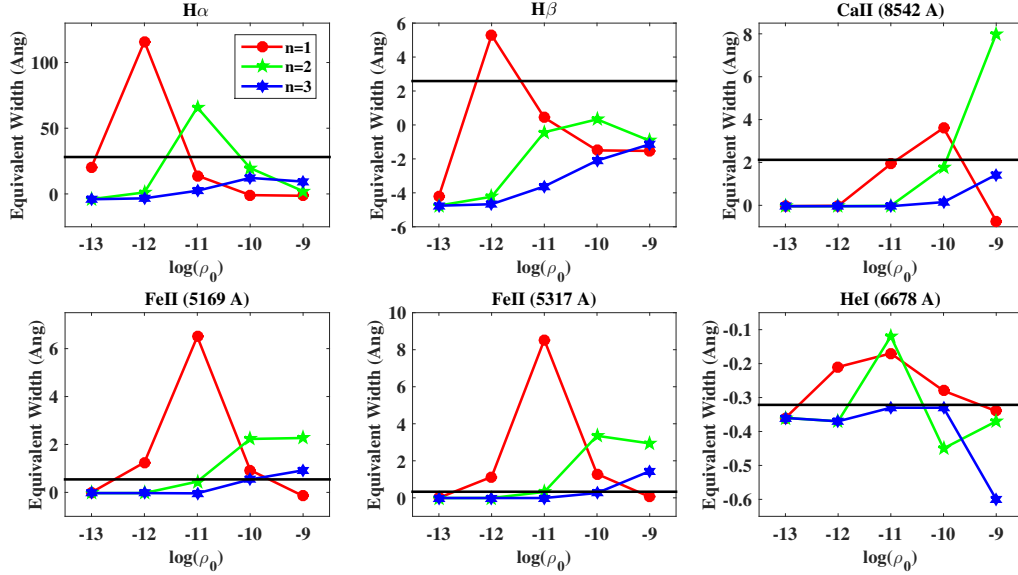 Hα
Equivalent Width (Ang)
100
50
0
-13 -12 -11 -10 -9
log(ρ0)
n=1
n=2
n=3
Hβ
Equivalent Width (Ang)
6
4
2
0
-2
-4
-6
-13 -12 -11 -10 -9
log(ρ0)
CaII (8542 A)
Equivalent Width (Ang)
8
6
4
2
0
-13 -12 -11 -10 -9
log(ρ0)
FeII (5169 A)
Equivalent Width (Ang)
6
4
2
0
-13 -12 -11 -10 -9
log(ρ0)
FeII (5317 A)
Equivalent Width (Ang)
10
8
6
4
2
0
-13 -12 -11 -10 -9
log(ρ0)
HeI (6678 A)
Equivalent Width (Ang)
-0.1
-0.2
-0.3
-0.4
-0.5
-0.6
-13 -12 -11 -10 -9
log(ρ0)